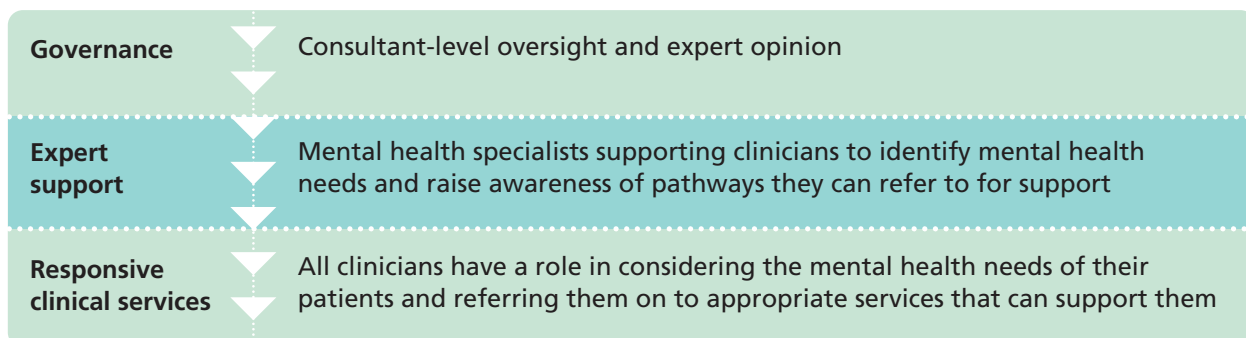 Governance
Consultant-level oversight and expert opinion
Expert
support
Mental health specialists supporting clinicians to identify mental health
needs and raise awareness of pathways they can refer to for support
Responsive
clinical services
All clinicians have a role in considering the mental health needs of their
patients and referring them on to appropriate services that can support them